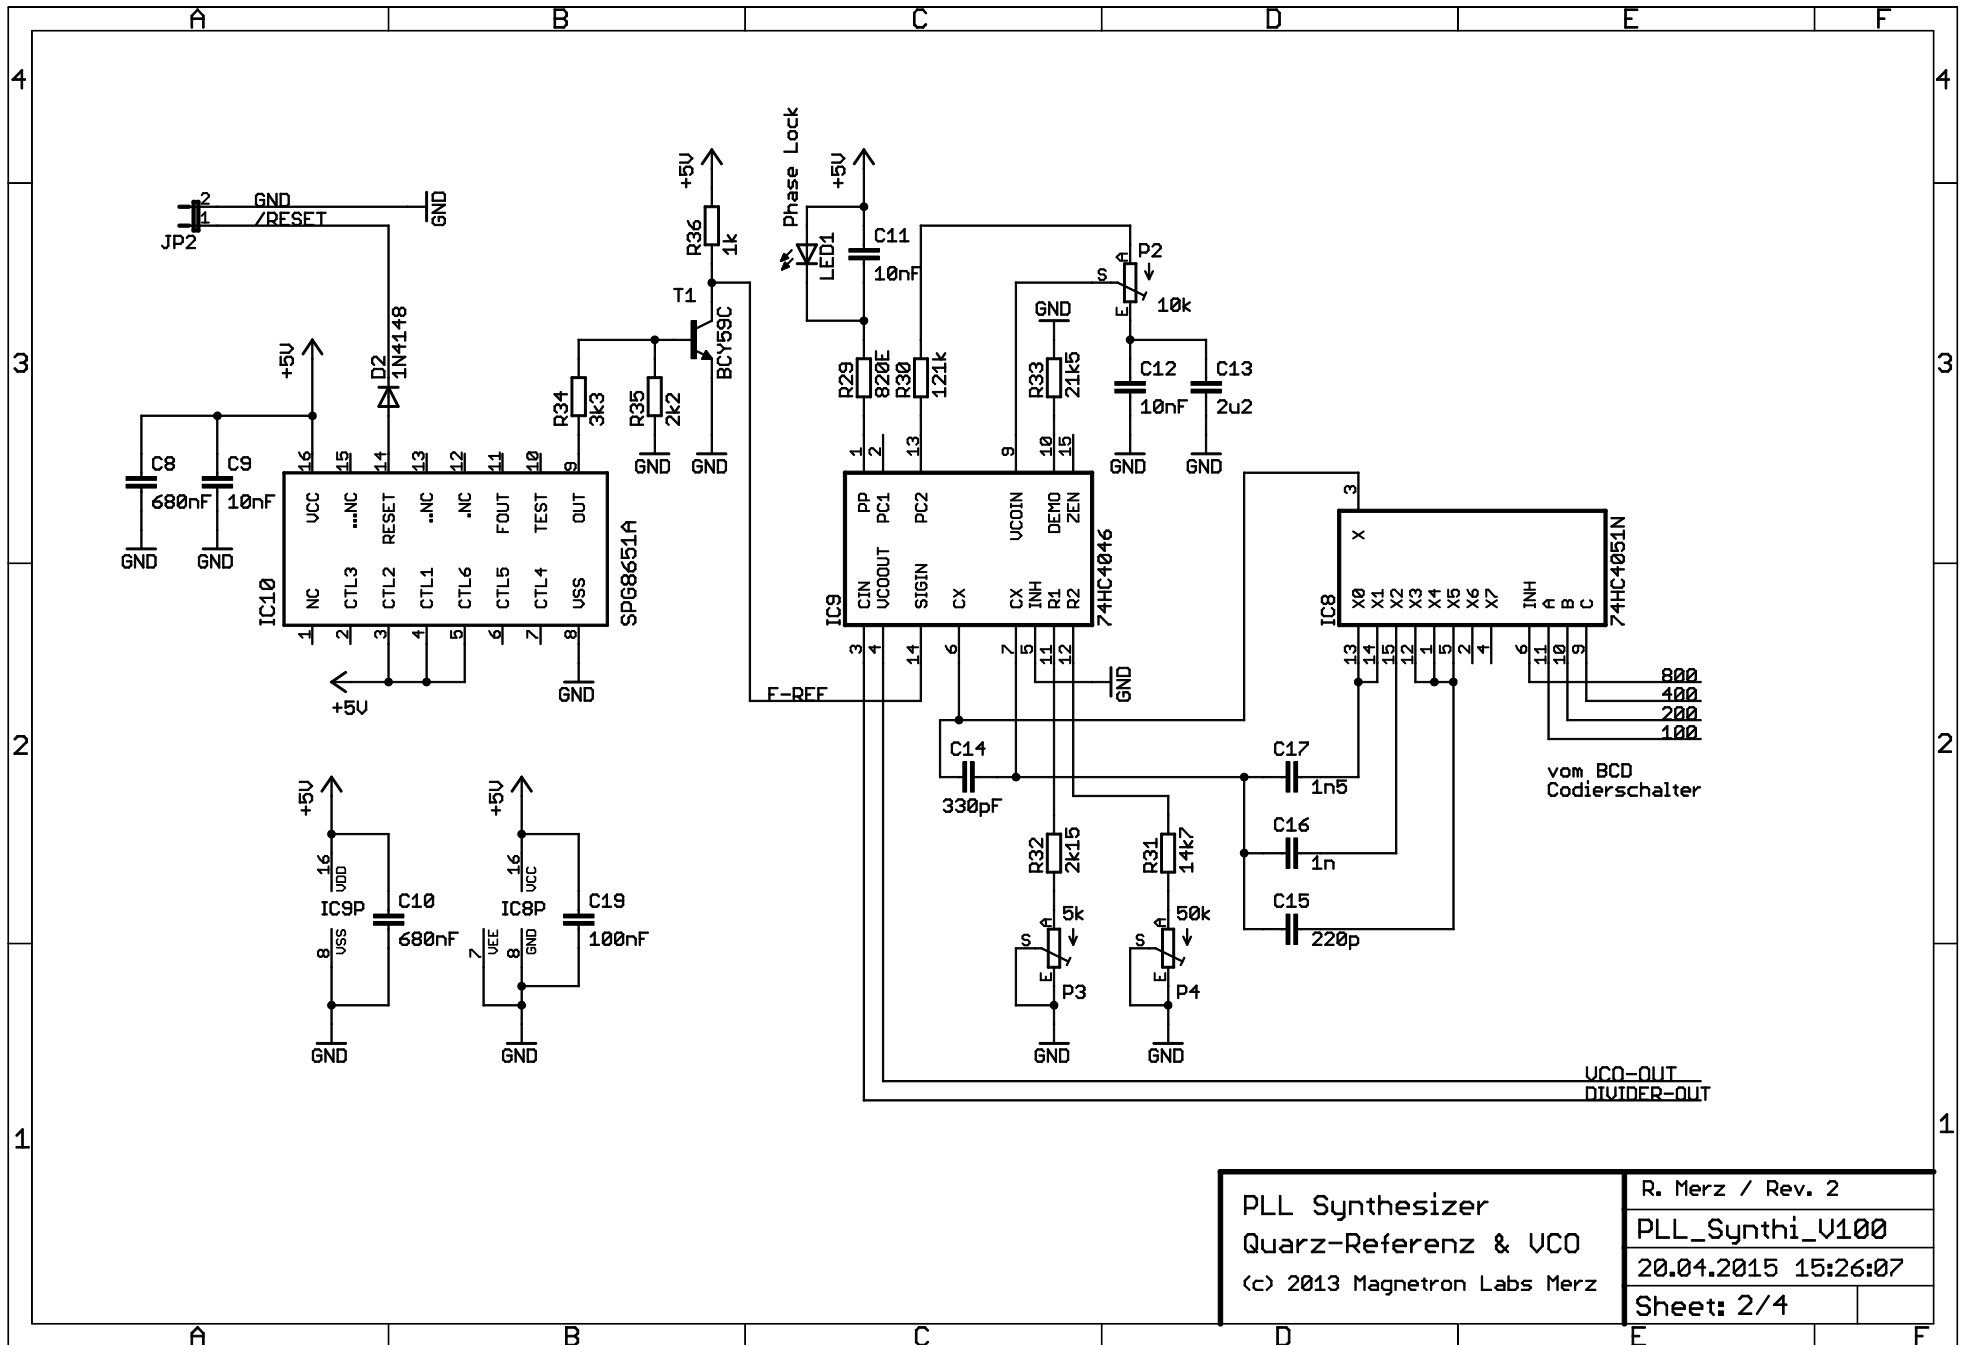 A B C D E F
4 4
Phase Lock
+5V +5V
2 GND GND
1 /RESET
JP2
R36 1k
LED1
C11
10nF
P2
A S E
10k
T1
BCY59C
GND
+5V
D2
1N4148
3 3
R34 3k3
R35 2k2
R29 820E
R30 121k
R33 21k5
C12
10nF
C13
2u2
GND GND GND GND
C8
680nF
C9
10nF
GND GND
16 15 14 13 12 11 10 9
VCC ...NC RESET ..NC .NC FOUT TEST OUT
NC CTL3 CTL2 CTL1 CTL6 CTL5 CTL4 VSS
1 2 3 4 5 6 7 8
IC10
SPG8651A
+5V
GND
1 2 13 9 10 15
PP PC1 PC2 VCOIN DEMO ZEN
CIN VCOOUT SIGIN CX CX INH R1 R2
3 4 14 6 7 5 11 12
IC9
74HC4046
GND
F-REF
3
X
X0 X1 X2 X3 X4 X5 X6 X7 INH A B C
13 14 15 12 1 5 2 4 6 11 10 9
IC8
74HC4051N
800
400
200
100
vom BCD
Codierschalter
2 2
C14
330pF
C17
1n5
C16
1n
C15
220p
+5V
16 VDD
IC9P
8 VSS
C10
680nF
GND
+5V
16 VCC
IC8P
7 VEE
8 GND
C19
100nF
GND
R32 2k15
5k
A S E
P3
GND
R31 14k7
50k
A S E
P4
GND
VCO-OUT
DIVIDER-OUT
1 1
PLL Synthesizer
Quarz-Referenz & VCO
(c) 2013 Magnetron Labs Merz
R. Merz / Rev. 2
PLL_Synthi_V100
20.04.2015 15:26:07
Sheet: 2/4
A B C D E F